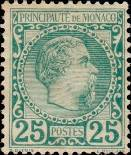 PRINCIPAUTÉ DE MONACO
25 POSTES 25